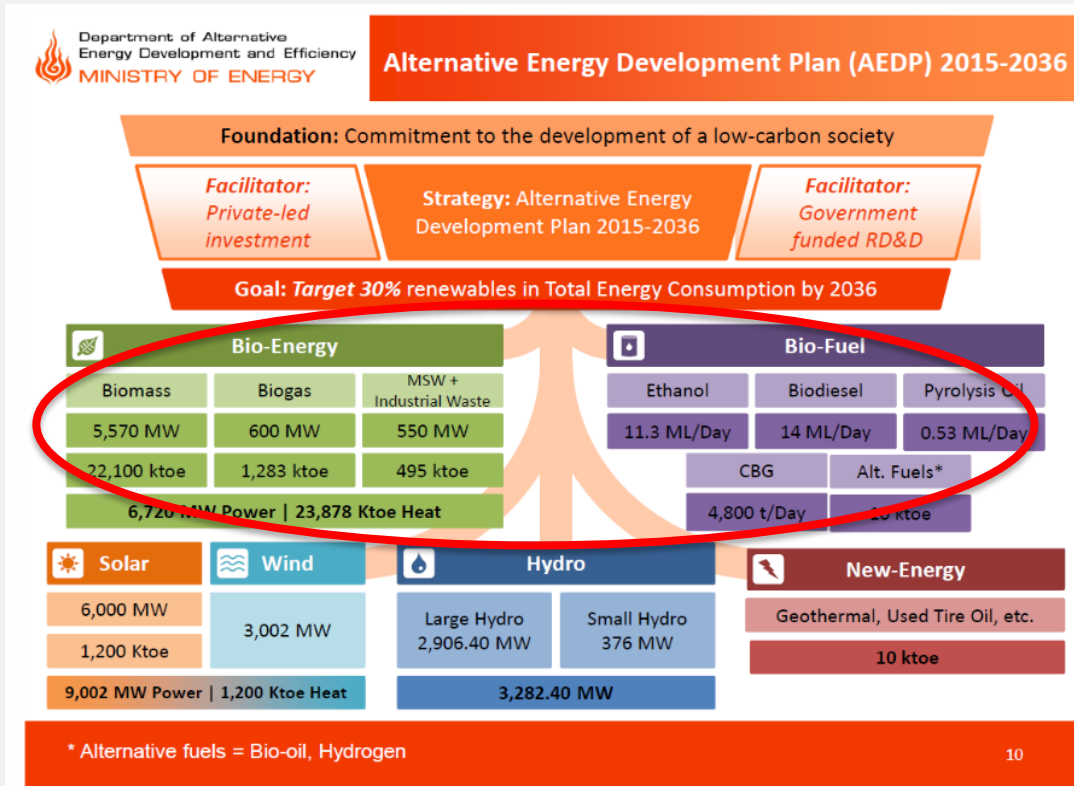 Department of Alternative
Energy Development and Efficiency
MINISTRY OF ENERGY
Alternative Energy Development Plan (AEDP) 2015-2036
Foundation: Commitment to the development of a low-carbon society
Facilitator:
Private-led
investment
Strategy: Alternative Energy
Development Plan 2015-2036
Facilitator:
Government
funded RD&D
Goal: Target 30% renewables in Total Energy Consumption by 2036
Bio-Energy
Biomass
Biogas
MSW +
Industrial Waste
5,570 MW
600 MW
550 MW
22,100 ktoe
1,283 ktoe
495 ktoe
6,720 MW Power | 23,878 Ktoe Heat
Bio-Fuel
Ethanol
Biodiesel
Pyrolysis Oil
11.3 ML/Day
14 ML/Day
0.53 ML/Day
CBG
Alt. Fuels*
4,800 t/Day
ktoe
Solar
6,000 MW
1,200 Ktoe
Wind
3,002 MW
9,002 MW Power | 1,200 Ktoe Heat
Hydro
Large Hydro
2,906.40 MW
Small Hydro
376 MW
3,282.40 MW
New-Energy
Geothermal, Used Tire Oil, etc.
10 ktoe
* Alternative fuels = Bio-oil, Hydrogen
10